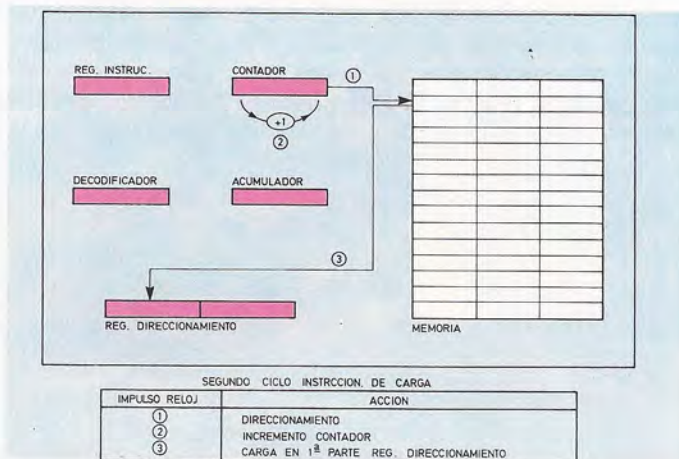 REG. INSTRUC.
CONTADOR
①
+1
②
DECODIFICADOR
ACUMULADOR
③
REG. DIRECCIONAMIENTO
MEMORIA
SEGUNDO CICLO INSTRCCION. DE CARGA
IMPULSO RELOJ ACCION
① DIRECCIONAMIENTO
② INCREMENTO CONTADOR
③ CARGA EN 1ª PARTE REG. DIRECCIONAMIENTO